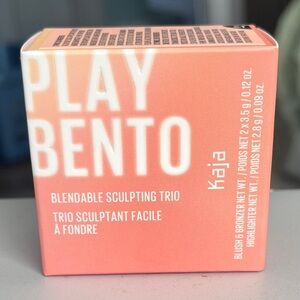 PLAY
BENTO
BLENDABLE SCULPTING TRIO
TRIO SCULPTANT FACILE
À FONDRE
Kaja
BLUSH & BRONZER NET WT. / POIDS NET 2 x 3.5 g / 0.12 oz.
HIGHLIGHTER NET WT. / POIDS NET 2.8 g / 0.09 oz.